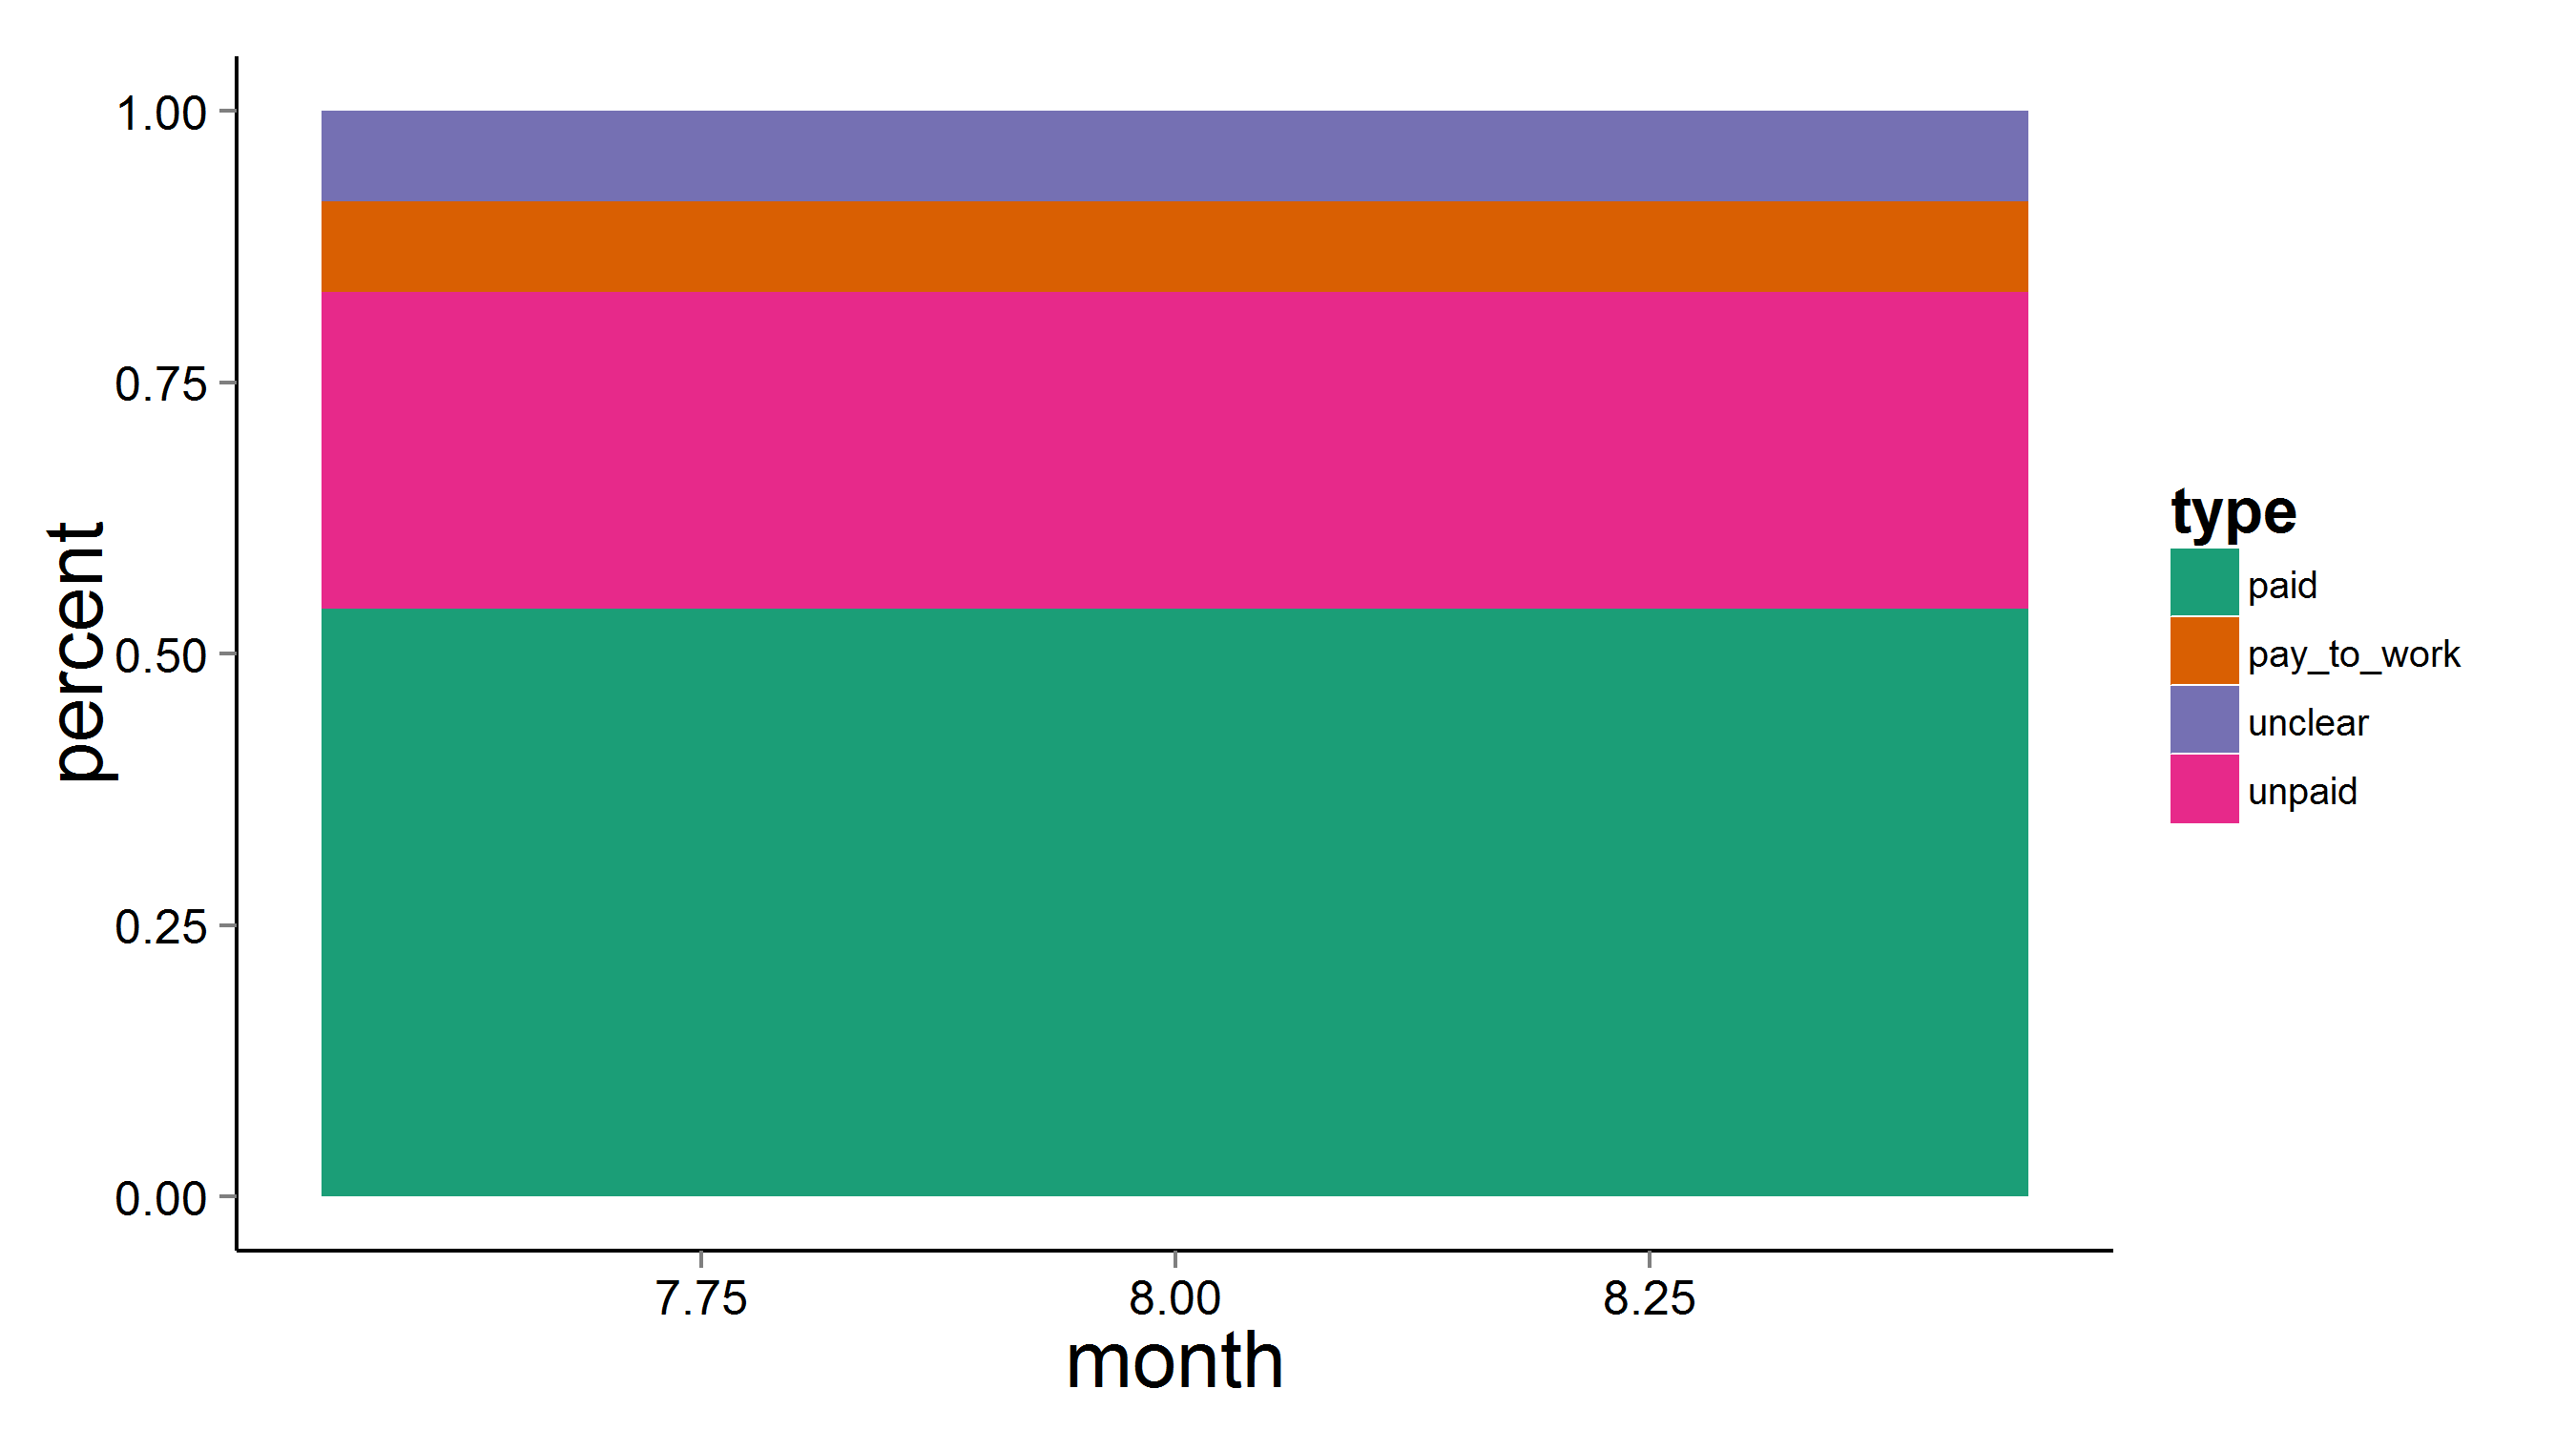 percent
1.00
0.75
0.50
0.25
0.00
7.75 8.00 8.25
month
type
paid
pay_to_work
unclear
unpaid